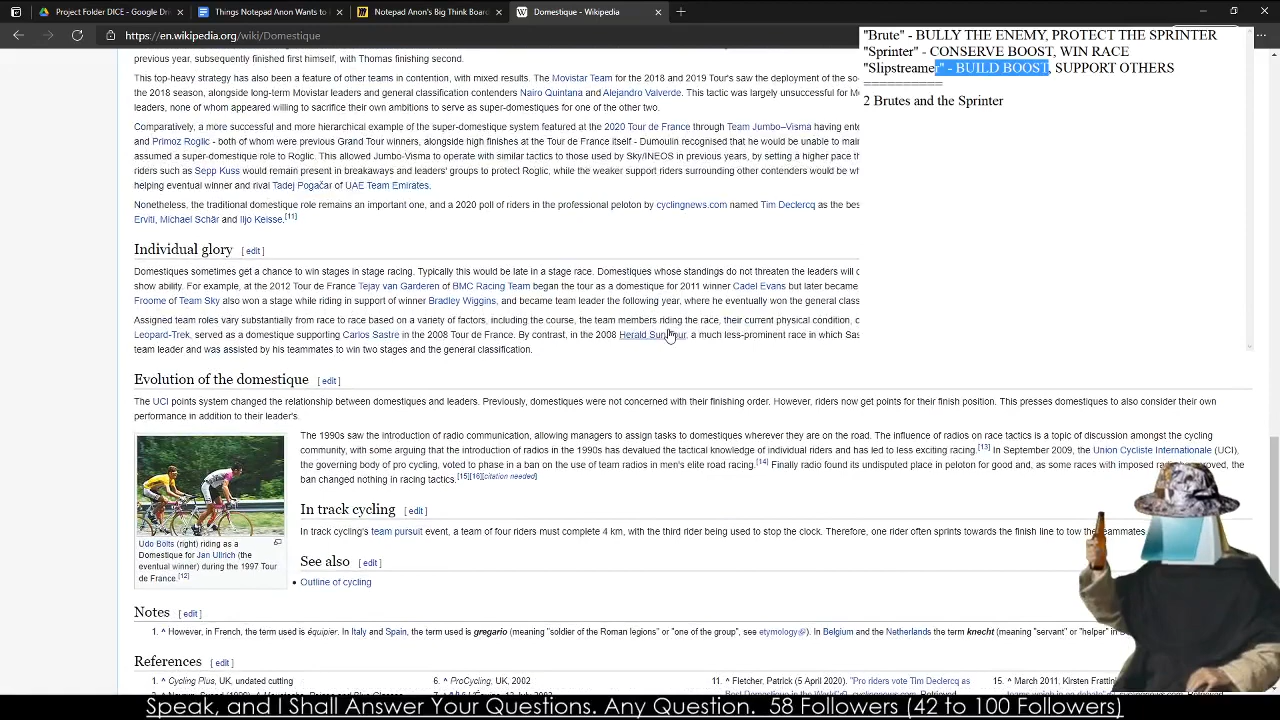 Project Folder DICE - Google Dri
Things Notepad Anon Wants to
Notepad Anon's Big Think Board
Domestique - Wikipedia
https://en.wikipedia.org/wiki/Domestique
"Brute" - BULLY THE ENEMY, PROTECT THE SPRINTER
"Sprinter" - CONSERVE BOOST, WIN RACE
"Slipstreamer" - BUILD BOOST, SUPPORT OTHERS
==========
2 Brutes and the Sprinter
previous year, subsequently finished first himself, with Thomas finishing second.
This top-heavy strategy has also been a feature of other teams in contention, with mixed results. The Movistar Team for the 2018 and 2019 Tour's saw the deployment of the so
the 2018 season, alongside long-term Movistar leaders and general classification contenders Nairo Quintana and Alejandro Valverde. This tactic was largely unsuccessful for M
leaders, none of whom appeared willing to sacrifice their own ambitions to serve as super-domestiques for one of the other two.
Comparatively, a more successful and more hierarchical example of the super-domestique system featured at the 2020 Tour de France through Team Jumbo–Visma having ente
and Primoz Roglic - both of whom were previous Grand Tour winners, alongside high finishes at the Tour de France itself - Dumoulin recognised that he would be unable to main
assumed a super-domestique role to Roglic. This allowed Jumbo-Visma to operate with similar tactics to those used by Sky/INEOS in previous years, by setting a higher pace th
riders such as Sepp Kuss would remain present in breakaways and leaders' groups to protect Roglic, while the weaker support riders surrounding other contenders would be wh
helping eventual winner and rival Tadej Pogačar of UAE Team Emirates.
Nonetheless, the traditional domestique role remains an important one, and a 2020 poll of riders in the professional peloton by cyclingnews.com named Tim Declercq as the bes
Erviti, Michael Schär and Iljo Keisse.[11]
Individual glory [ edit ]
Domestiques sometimes get a chance to win stages in stage racing. Typically this would be late in a stage race. Domestiques whose standings do not threaten the leaders will c
show ability. For example, at the 2012 Tour de France Tejay van Garderen of BMC Racing Team began the tour as a domestique for 2011 winner Cadel Evans but later became
Froome of Team Sky also won a stage while riding in support of winner Bradley Wiggins, and became team leader the following year, where he eventually won the general class
Assigned team roles vary substantially from race to race based on a variety of factors, including the course, the team members riding the race, their current physical condition, c
Leopard-Trek, served as a domestique supporting Carlos Sastre in the 2008 Tour de France. By contrast, in the 2008 Herald Sun Tour, a much less-prominent race in which Sas
team leader and was assisted by his teammates to win two stages and the general classification.
Evolution of the domestique [ edit ]
The UCI points system changed the relationship between domestiques and leaders. Previously, domestiques were not concerned with their finishing order. However, riders now get points for their finish position. This presses domestiques to also consider their own
performance in addition to their leader's.
The 1990s saw the introduction of radio communication, allowing managers to assign tasks to domestiques wherever they are on the road. The influence of radios on race tactics is a topic of discussion amongst the cycling
community, with some arguing that the introduction of radios in the 1990s has devalued the tactical knowledge of individual riders and has led to less exciting racing.[13] In September 2009, the Union Cycliste Internationale (UCI),
the governing body of pro cycling, voted to phase in a ban on the use of team radios in men's elite road racing.[14] Finally radio found its undisputed place in peloton for good and, as some races with imposed
ban changed nothing in racing tactics.[15][16][citation needed]
Udo Bölts (right) riding as a
Domestique for Jan Ullrich (the
eventual winner) during the 1997 Tour
de France.[12]
In track cycling [ edit ]
In track cycling's team pursuit event, a team of four riders must complete 4 km, with the third rider being used to stop the clock. Therefore, one rider often sprints towards the finish line to tow the
See also [ edit ]
Outline of cycling
Notes [ edit ]
1. ^ However, in French, the term used is équipier. In Italy and Spain, the term used is gregario (meaning "soldier of the Roman legions" or "one of the group", see etymology). In Belgium and the Netherlands the term knecht (meaning "servant" or "helper" in
References [ edit ]
1. ^ Cycling Plus, UK, undated cutting
6. ^ ProCycling, UK, 2002
11. ^ Fletcher, Patrick (5 April 2020). "Pro riders vote Tim Declercq as
15. ^ March 2011, Kirsten Frattin
Speak, and I Shall Answer Your Questions. Any Question. 58 Followers (42 to 100 Followers)